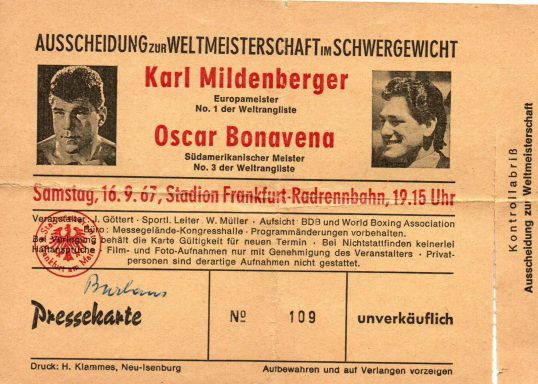 AUSSCHEIDUNG ZUR WELTMEISTERSCHAFT IM SCHWERGEWICHT
Karl Mildenberger
Europameister
No. 1 der Weltrangliste
Oscar Bonavena
Südamerikanischer Meister
No. 3 der Weltrangliste
Samstag, 16. 9. 67, Stadion Frankfurt-Radrennbahn, 19.15 Uhr
Veranstalter J. Göttert · Sportl. Leiter W. Müller · Aufsicht: BDB und World Boxing Association
Büro: Messegelände-Kongresshalle · Programmänderungen vorbehalten.
Bei Verlegung behält die Karte Gültigkeit für neuen Termin · Bei Nichtstattfinden keinerlei
Haftansprüche · Film- und Foto-Aufnahmen nur mit Genehmigung des Veranstalters · Privat-
personen sind derartige Aufnahmen nicht gestattet.
Pressekarte
No 109
unverkäuflich
Druck: H. Klammes, Neu-Isenburg
Aufbewahren und auf Verlangen vorzeigen
Kontrollabriß
Ausscheidung zur Weltmeisterschaft